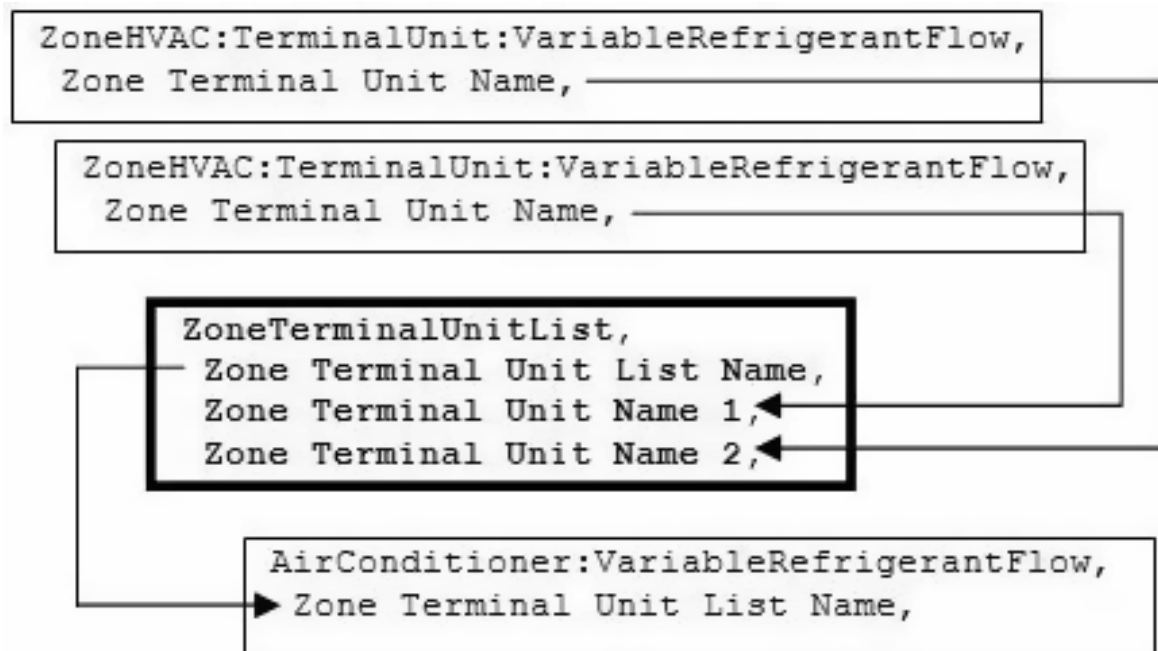 ZoneHVAC:TerminalUnit:VariableRefrigerantFlow,
Zone Terminal Unit Name,
ZoneHVAC:TerminalUnit:VariableRefrigerantFlow,
Zone Terminal Unit Name,
ZoneTerminalUnitList,
Zone Terminal Unit List Name,
Zone Terminal Unit Name 1,
Zone Terminal Unit Name 2,
AirConditioner:VariableRefrigerantFlow,
Zone Terminal Unit List Name,